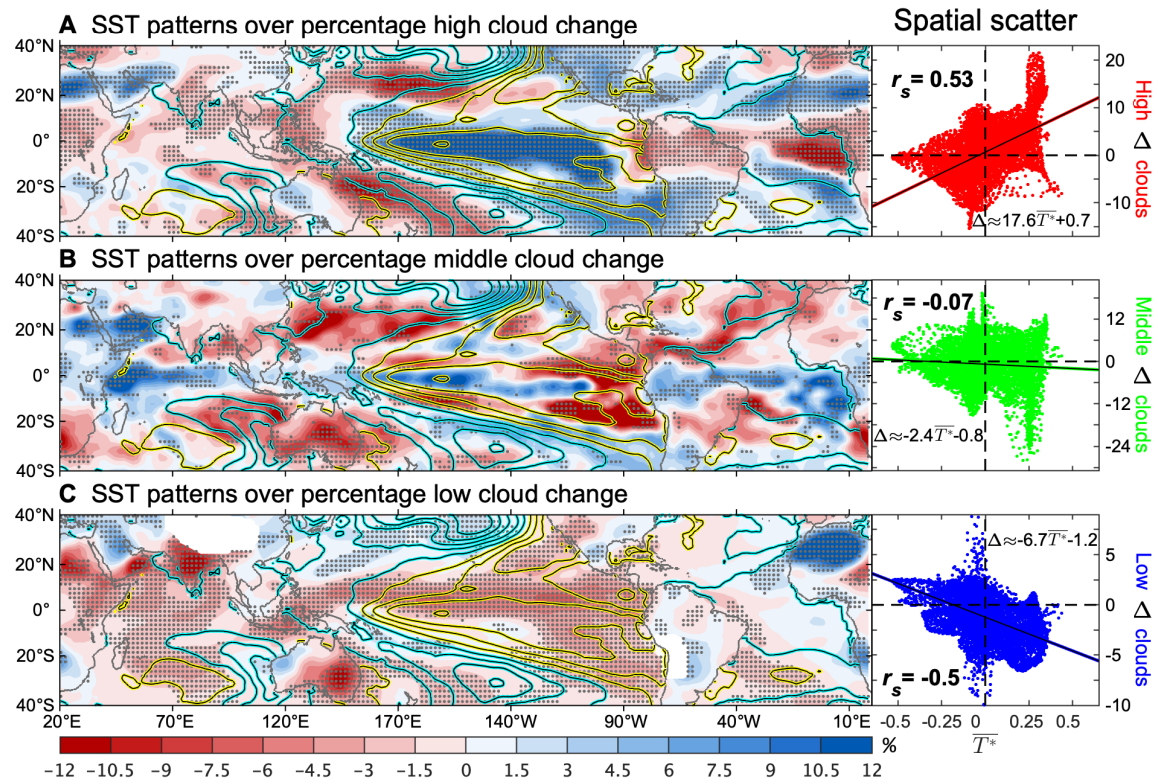 A SST patterns over percentage high cloud change
Spatial scatter
40°N
20°N
0°
20°S
40°S
r_s = 0.53
Δ≈17.6T̅*+0.7
20
10
0
-10
High Δ clouds
B SST patterns over percentage middle cloud change
40°N
20°N
0°
20°S
40°S
r_s = -0.07
Δ≈-2.4T̅*-0.8
12
0
-12
-24
Middle Δ clouds
C SST patterns over percentage low cloud change
40°N
20°N
0°
20°S
40°S
Δ≈-6.7T̅*-1.2
r_s = -0.5
5
0
-5
-10
Low Δ clouds
20°E 70°E 120°E 170°E 140°W 90°W 40°W 10°W
-0.5 -0.25 0 0.25 0.5
T̅*
%
-12 -10.5 -9 -7.5 -6 -4.5 -3 -1.5 0 1.5 3 4.5 6 7.5 9 10.5 12